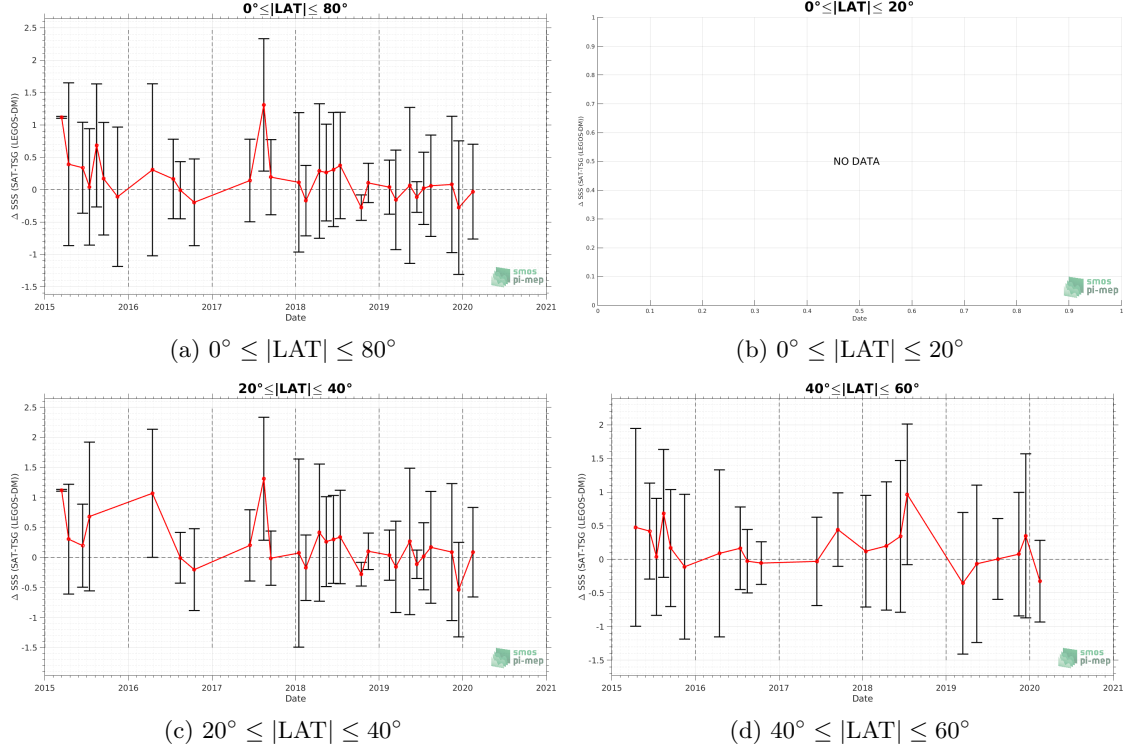 0°≤|LAT|≤ 80°
Δ SSS (SAT-TSG (LEGOS-DM))
2.5
2
1.5
1
0.5
0
-0.5
-1
-1.5
2015 2016 2017 2018 2019 2020 2021
Date
smos
pi-mep
(a) 0° ≤ |LAT| ≤ 80°
0°≤|LAT|≤ 20°
Δ SSS (SAT-TSG (LEGOS-DM))
1
0.9
0.8
0.7
0.6
0.5
0.4
0.3
0.2
0.1
0
NO DATA
0 0.1 0.2 0.3 0.4 0.5 0.6 0.7 0.8 0.9 1
Date
smos
pi-mep
(b) 0° ≤ |LAT| ≤ 20°
20°≤|LAT|≤ 40°
Δ SSS (SAT-TSG (LEGOS-DM))
2.5
2
1.5
1
0.5
0
-0.5
-1
-1.5
2015 2016 2017 2018 2019 2020 2021
Date
smos
pi-mep
(c) 20° ≤ |LAT| ≤ 40°
40°≤|LAT|≤ 60°
Δ SSS (SAT-TSG (LEGOS-DM))
2
1.5
1
0.5
0
-0.5
-1
-1.5
2015 2016 2017 2018 2019 2020 2021
Date
smos
pi-mep
(d) 40° ≤ |LAT| ≤ 60°